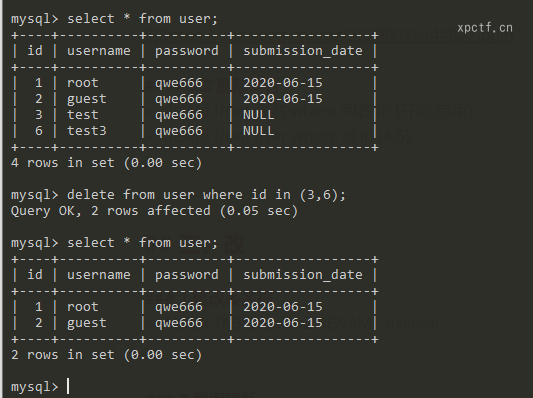 mysql> select * from user;
xpctf.cn
+----+----------+----------+-----------------+
| id | username | password | submission_date |
+----+----------+----------+-----------------+
|  1 | root     | qwe666   | 2020-06-15      |
|  2 | guest    | qwe666   | 2020-06-15      |
|  3 | test     | qwe666   | NULL            |
|  6 | test3    | qwe666   | NULL            |
+----+----------+----------+-----------------+
4 rows in set (0.00 sec)
mysql> delete from user where id in (3,6);
Query OK, 2 rows affected (0.05 sec)
mysql> select * from user;
+----+----------+----------+-----------------+
| id | username | password | submission_date |
+----+----------+----------+-----------------+
|  1 | root     | qwe666   | 2020-06-15      |
|  2 | guest    | qwe666   | 2020-06-15      |
+----+----------+----------+-----------------+
2 rows in set (0.00 sec)
mysql>